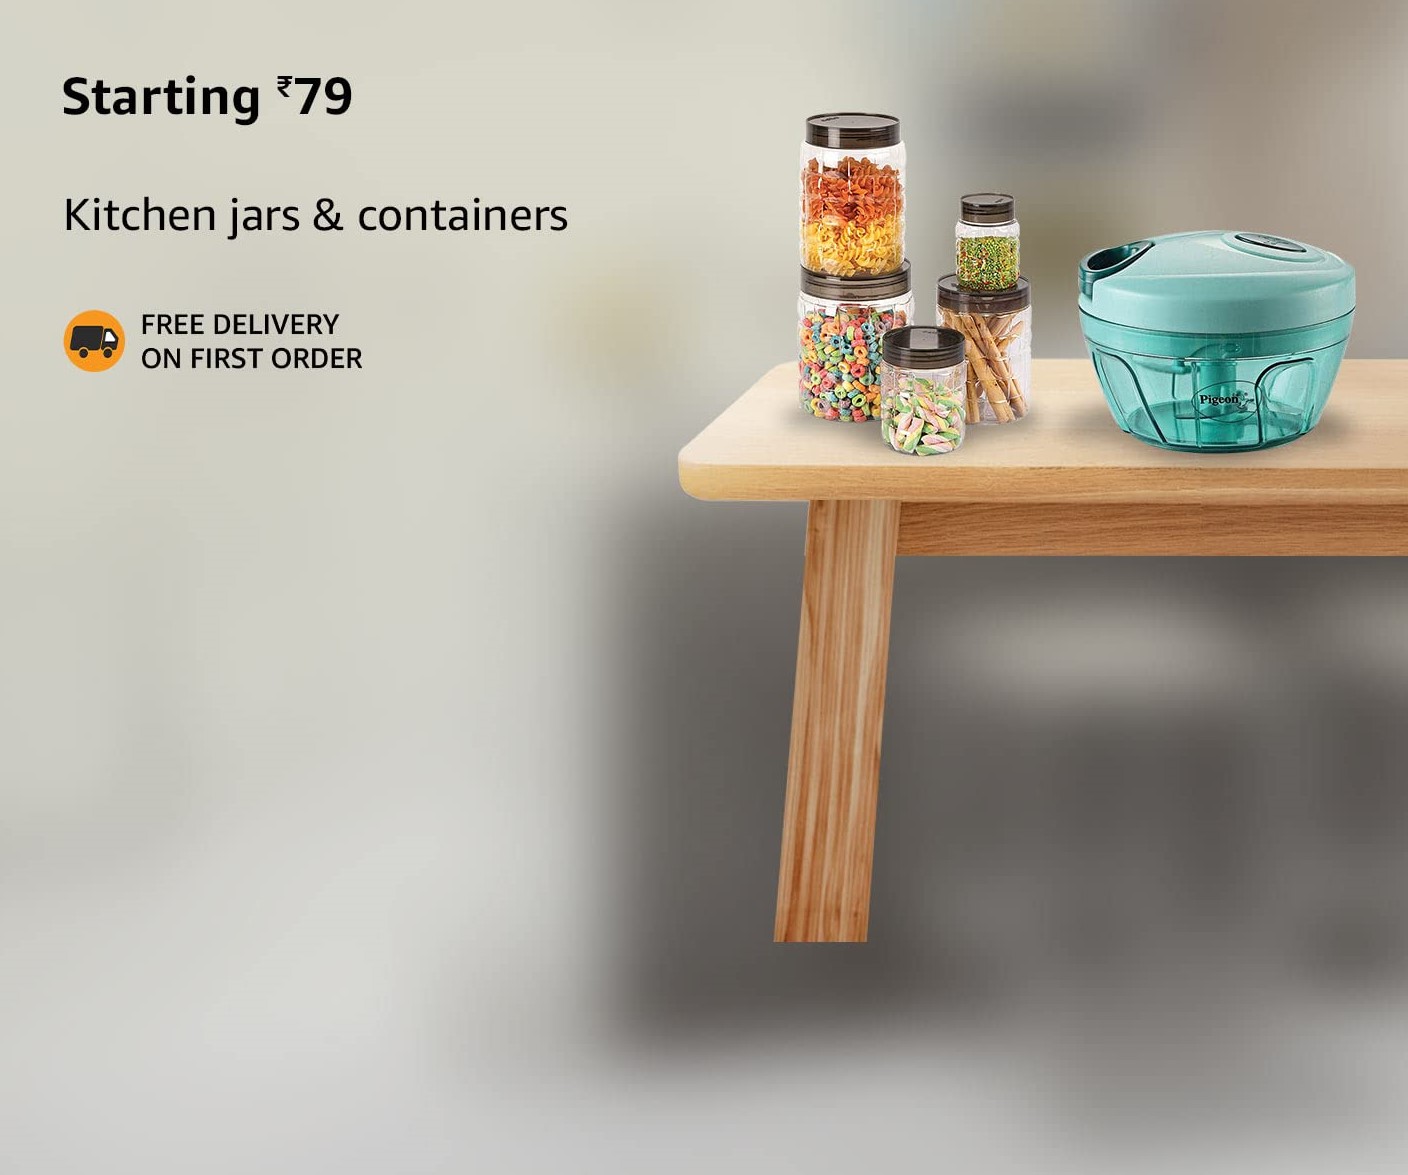 Starting ₹79
Kitchen jars & containers
FREE DELIVERY
ON FIRST ORDER
Pigeon